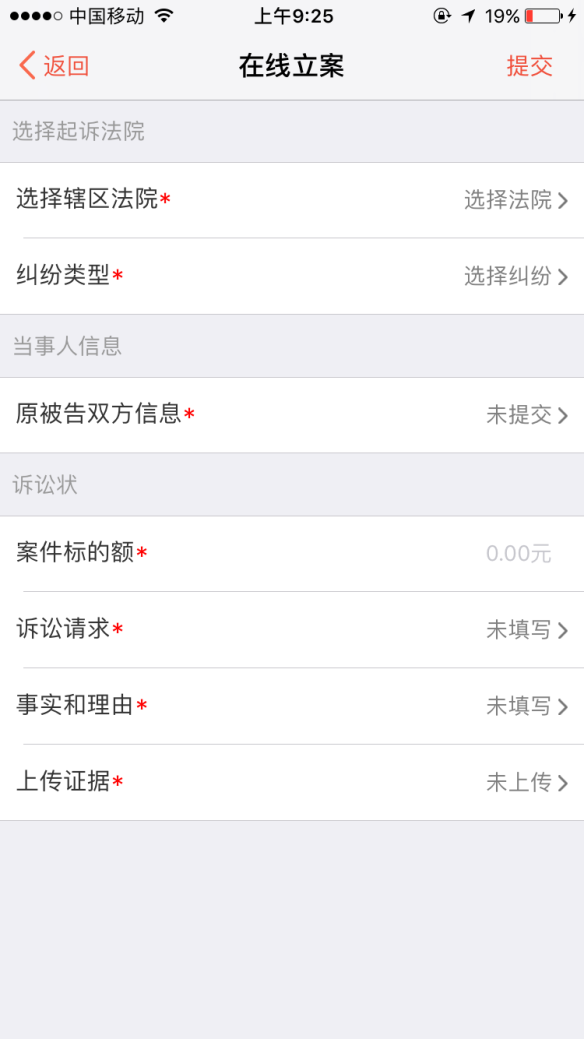 中国移动 上午9:25 19%
返回 在线立案 提交
选择起诉法院
选择辖区法院* 选择法院
纠纷类型* 选择纠纷
当事人信息
原被告双方信息* 未提交
诉讼状
案件标的额* 0.00元
诉讼请求* 未填写
事实和理由* 未填写
上传证据* 未上传